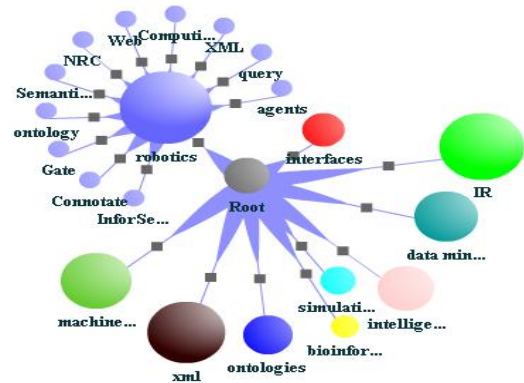 Web
Computi...
XML
NRC
query
Semanti...
agents
ontology
robotics
interfaces
Gate
IR
Connotate
Root
InforSe...
data min...
simulati...
machine...
intellige...
ontologies
bioinfor...
xml